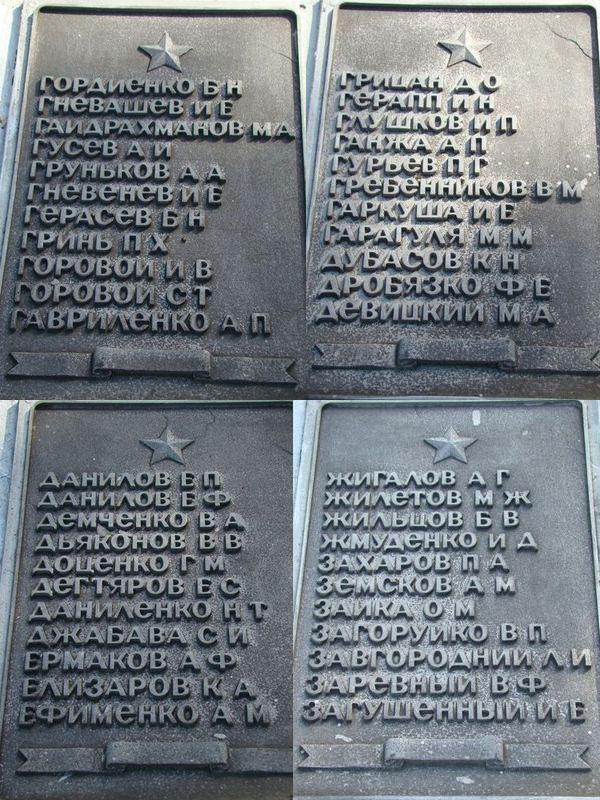 ГОРДИЕНКО Б Н
ГНЕВАШЕВ И Е
ГАЙДРАХМАНОВ М А
ГУСЕВ А И
ГРУНЬКОВ А А
ГНЕВЕНЕВ И Е
ГЕРАСЕВ Б Н
ГРИНЬ П Х
ГОРОВОЙ И В
ГОРОВОЙ С Т
ГАВРИЛЕНКО А П
ГРИЦАН Д О
ГЕРАПП И Н
ГЛУШКОВ И П
ГАНЖА А П
ГУРЬЕВ П Г
ГРЕБЕННИКОВ В М
ГАРКУША И Е
ГАРАГУЛЯ М М
ДУБАСОВ К Н
ДРОБЯЗКО Ф Е
ДЕВИЦКИЙ М А
ДАНИЛОВ Е П
ДАНИЛОВ Б Ф
ДЕМЧЕНКО В А
ДЬЯКОНОВ В В
ДОЦЕНКО Г М
ДЕГТЯРОВ Е С
ДАНИЛЕНКО Н Т
ДЖАБАВА С И
ЕРМАКОВ А Ф
ЕЛИЗАРОВ К А
ЕФИМЕНКО А М
ЖИГАЛОВ А Г
ЖИЛЕТОВ М Ж
ЖИЛЬЦОВ Б В
ЖМУДЕНКО И Д
ЗАХАРОВ П А
ЗЕМСКОВ А М
ЗАИКА О М
ЗАГОРУЙКО В П
ЗАВГОРОДНИЙ Л И
ЗАРЕВНЫЙ В Ф
ЗАГУШЕННЫЙ И Е